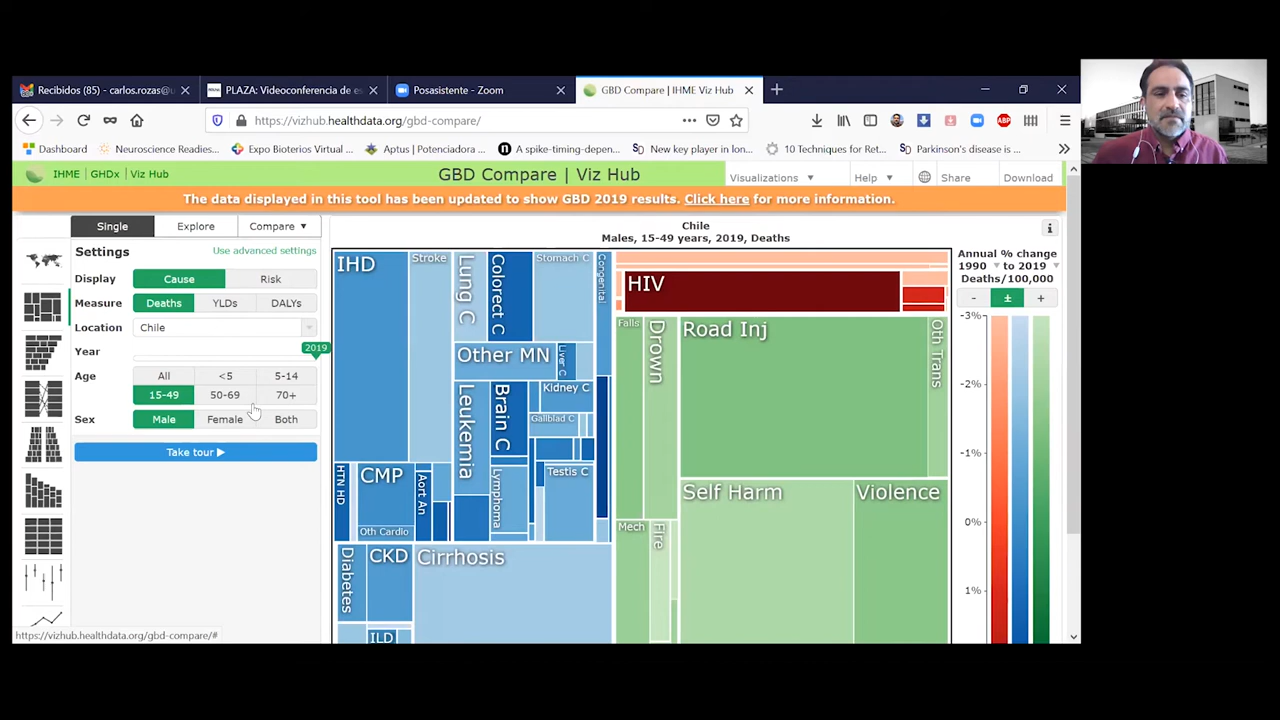 Recibidos (85) - carlos.rozas@u
PLAZA: Videoconferencia de es
Posasistente - Zoom
GBD Compare | IHME Viz Hub
https://vizhub.healthdata.org/gbd-compare/
Dashboard
Neuroscience Readies...
Expo Bioterios Virtual ...
Aptus | Potenciadora ...
A spike-timing-depen...
New key player in lon...
10 Techniques for Ret...
Parkinson's disease is ...
IHME | GHDx | Viz Hub
GBD Compare | Viz Hub
Visualizations
Help
Share
Download
The data displayed in this tool has been updated to show GBD 2019 results. Click here for more information.
Single
Explore
Compare
Settings
Use advanced settings
Display
Cause
Risk
Measure
Deaths
YLDs
DALYs
Location
Chile
Year
2019
Age
All
<5
5-14
15-49
50-69
70+
Sex
Male
Female
Both
Take tour
Chile
Males, 15-49 years, 2019, Deaths
IHD
Stroke
Lung C
Colorect C
Stomach C
Congenital
Other MN
Liver C
Leukemia
Brain C
Kidney C
Gallblad C
Lymphoma
Testis C
HTN HD
CMP
Aort An
Oth Cardio
Diabetes
CKD
Cirrhosis
ILD
HIV
Falls
Drown
Road Inj
Oth Trans
Self Harm
Violence
Mech
Fire
Annual % change
1990 to 2019
Deaths/100,000
-
±
+
-3%
-2%
-1%
0%
1%
https://vizhub.healthdata.org/gbd-compare/#